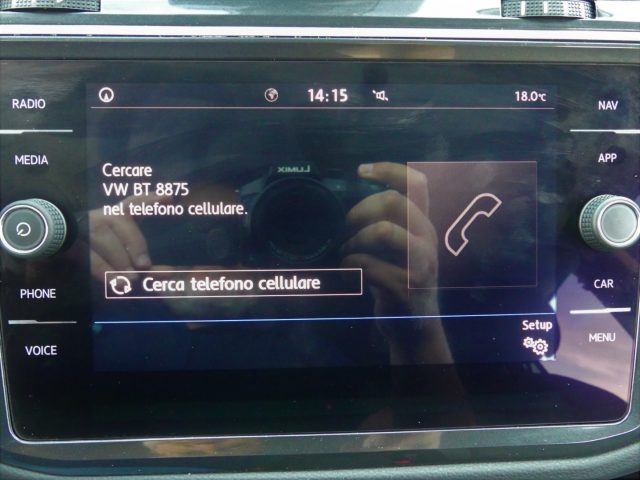 RADIO
MEDIA
PHONE
VOICE
14:15
18.0°C
Cercare
VW BT 8875
nel telefono cellulare.
Cerca telefono cellulare
Setup
LUMIX
NAV
APP
CAR
MENU